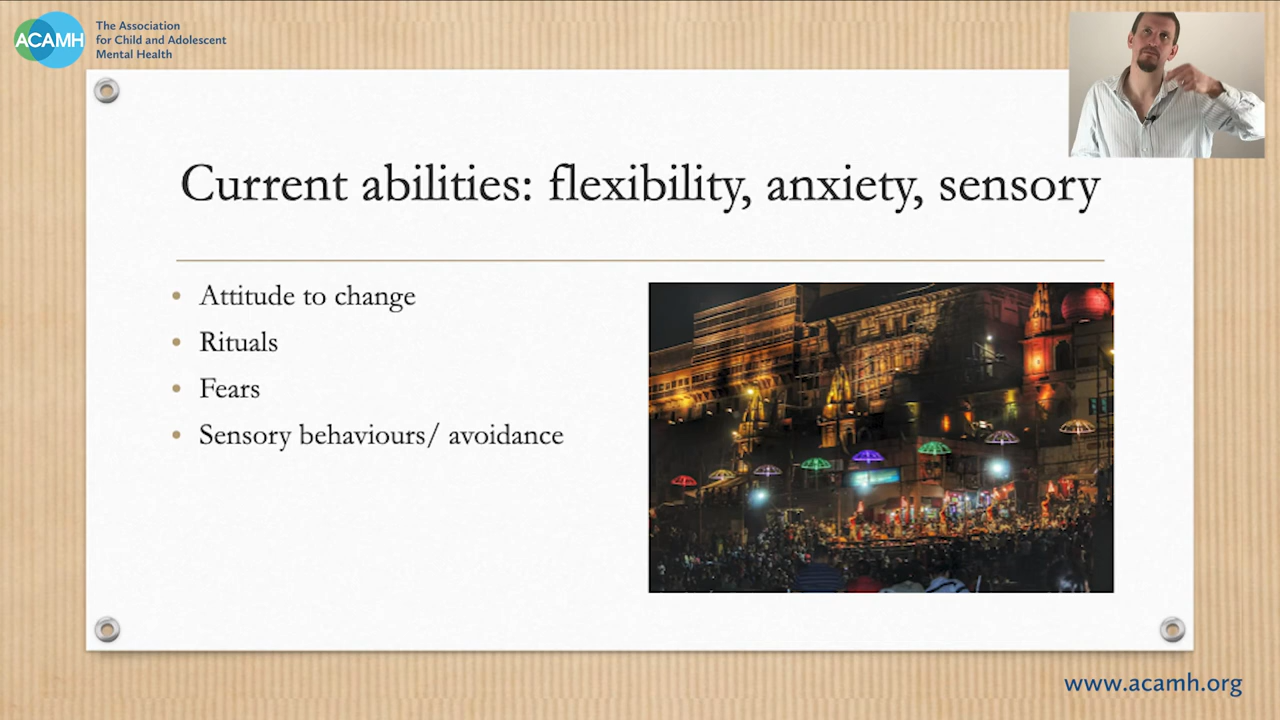 ACAMH
The Association
for Child and Adolescent
Mental Health
Current abilities: flexibility, anxiety, sensory
• Attitude to change
• Rituals
• Fears
• Sensory behaviours/ avoidance
www.acamh.org